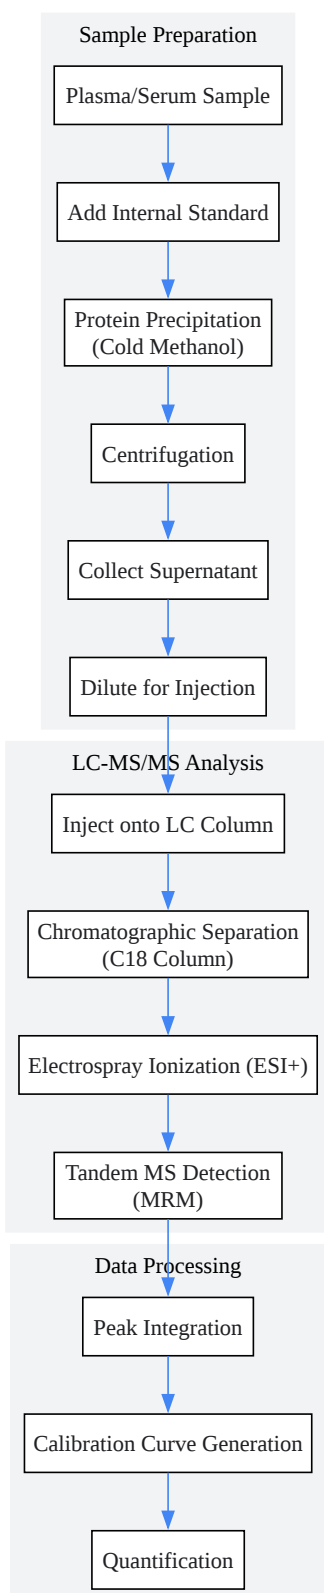 Sample Preparation
Plasma/Serum Sample
Add Internal Standard
Protein Precipitation
(Cold Methanol)
Centrifugation
Collect Supernatant
Dilute for Injection
LC-MS/MS Analysis
Inject onto LC Column
Chromatographic Separation
(C18 Column)
Electrospray Ionization (ESI+)
Tandem MS Detection
(MRM)
Data Processing
Peak Integration
Calibration Curve Generation
Quantification